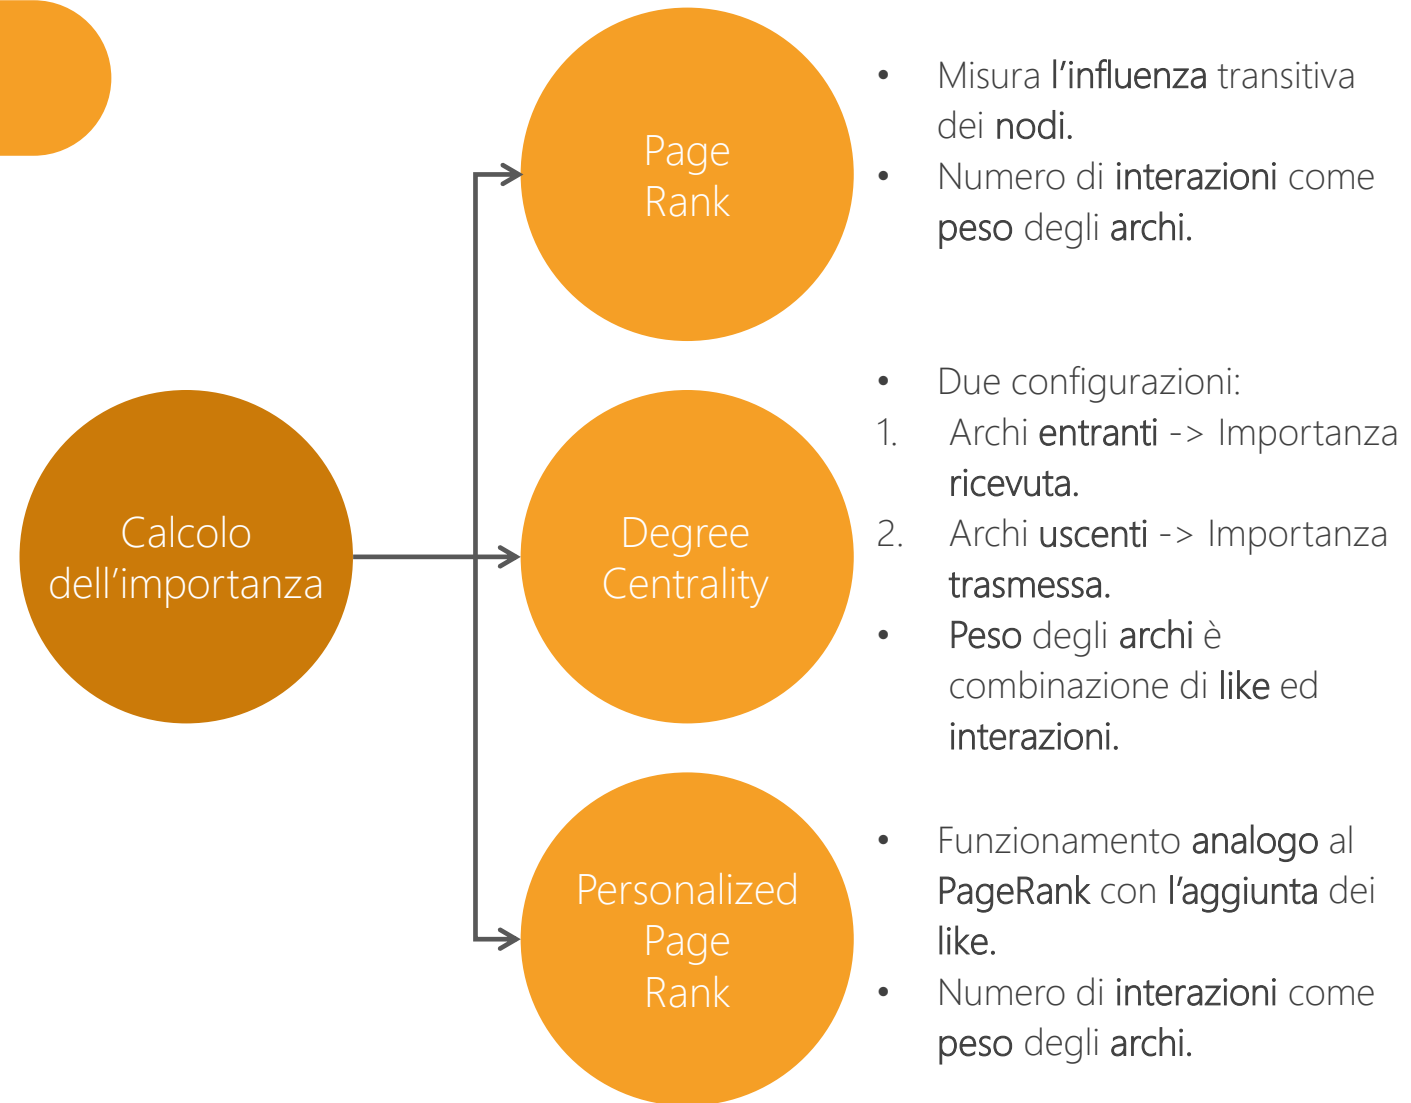 Calcolo
dell’importanza
Page
Rank
• Misura l’influenza transitiva
dei nodi.
• Numero di interazioni come
peso degli archi.
Degree
Centrality
• Due configurazioni:
1. Archi entranti -> Importanza
ricevuta.
2. Archi uscenti -> Importanza
trasmessa.
• Peso degli archi è
combinazione di like ed
interazioni.
Personalized
Page
Rank
• Funzionamento analogo al
PageRank con l’aggiunta dei
like.
• Numero di interazioni come
peso degli archi.